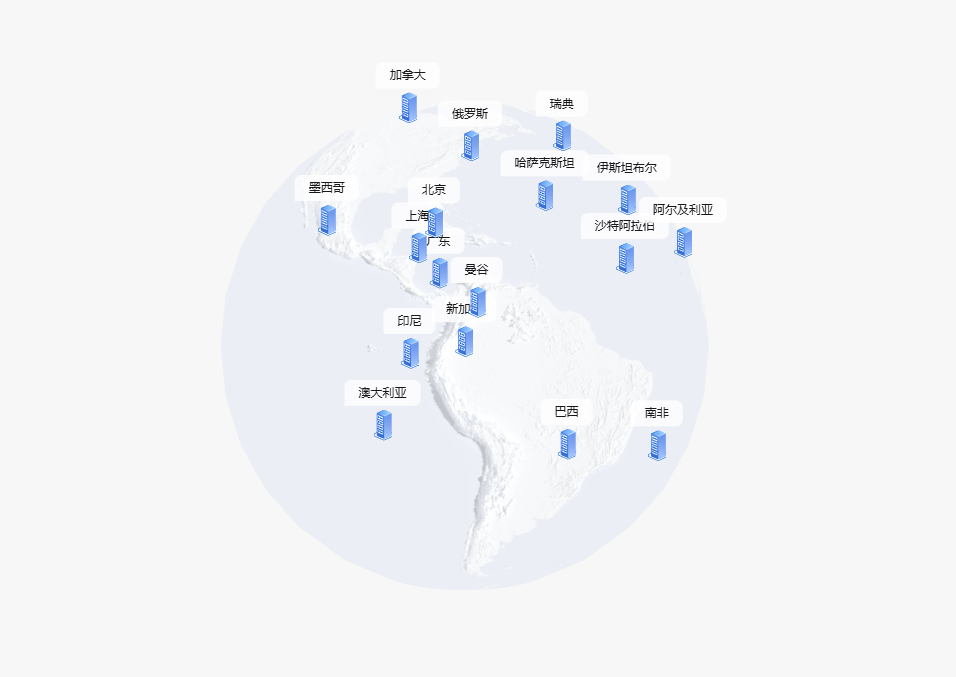 加拿大
瑞典
俄罗斯
哈萨克斯坦
伊斯坦布尔
墨西哥
北京
阿尔及利亚
上海
沙特阿拉伯
广东
曼谷
新加
印尼
澳大利亚
巴西
南非